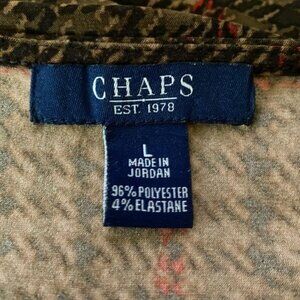 CHAPS
EST. 1978
L
MADE IN
JORDAN
96% POLYESTER
4% ELASTANE